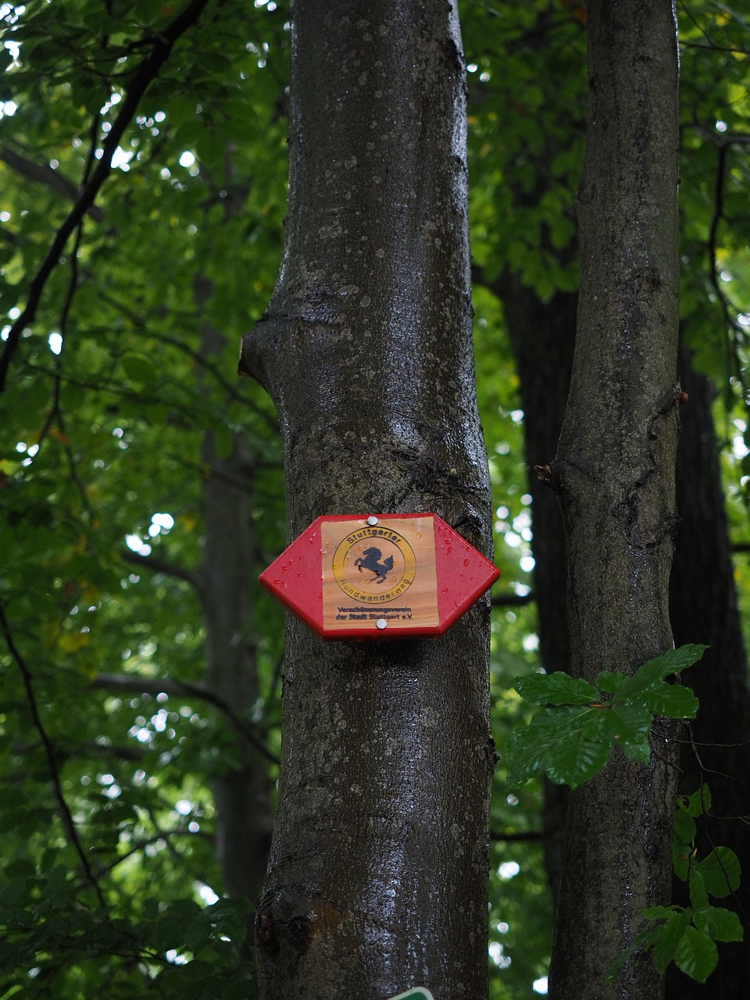 Stuttgarter
Rundwanderweg
Verschönerungsverein
der Stadt Stuttgart e.V.